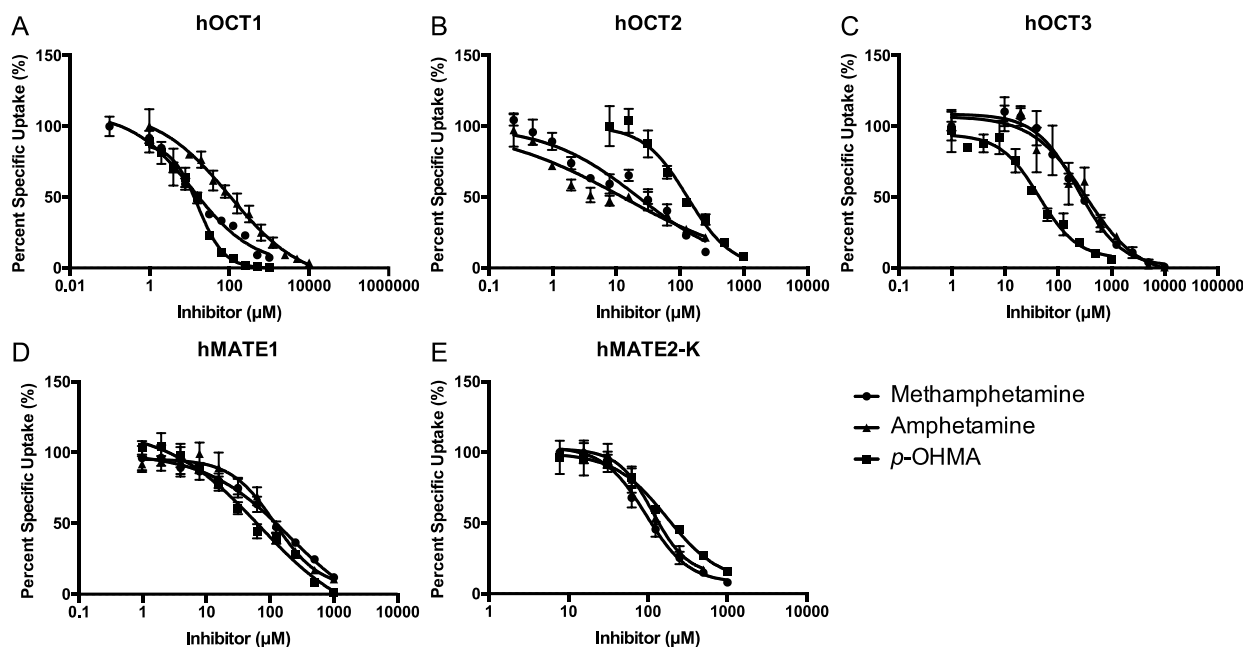 A
hOCT1
Percent Specific Uptake (%)
150
100
50
0
0.01
1
100
10000
1000000
Inhibitor (µM)
B
hOCT2
Percent Specific Uptake (%)
150
100
50
0
0.1
1
10
100
1000
10000
Inhibitor (µM)
C
hOCT3
Percent Specific Uptake (%)
150
100
50
0
0.1
1
10
100
1000
10000
100000
Inhibitor (µM)
D
hMATE1
Percent Specific Uptake (%)
150
100
50
0
0.1
1
10
100
1000
10000
Inhibitor (µM)
E
hMATE2-K
Percent Specific Uptake (%)
150
100
50
0
1
10
100
1000
10000
Inhibitor (µM)
Methamphetamine
Amphetamine
p-OHMA